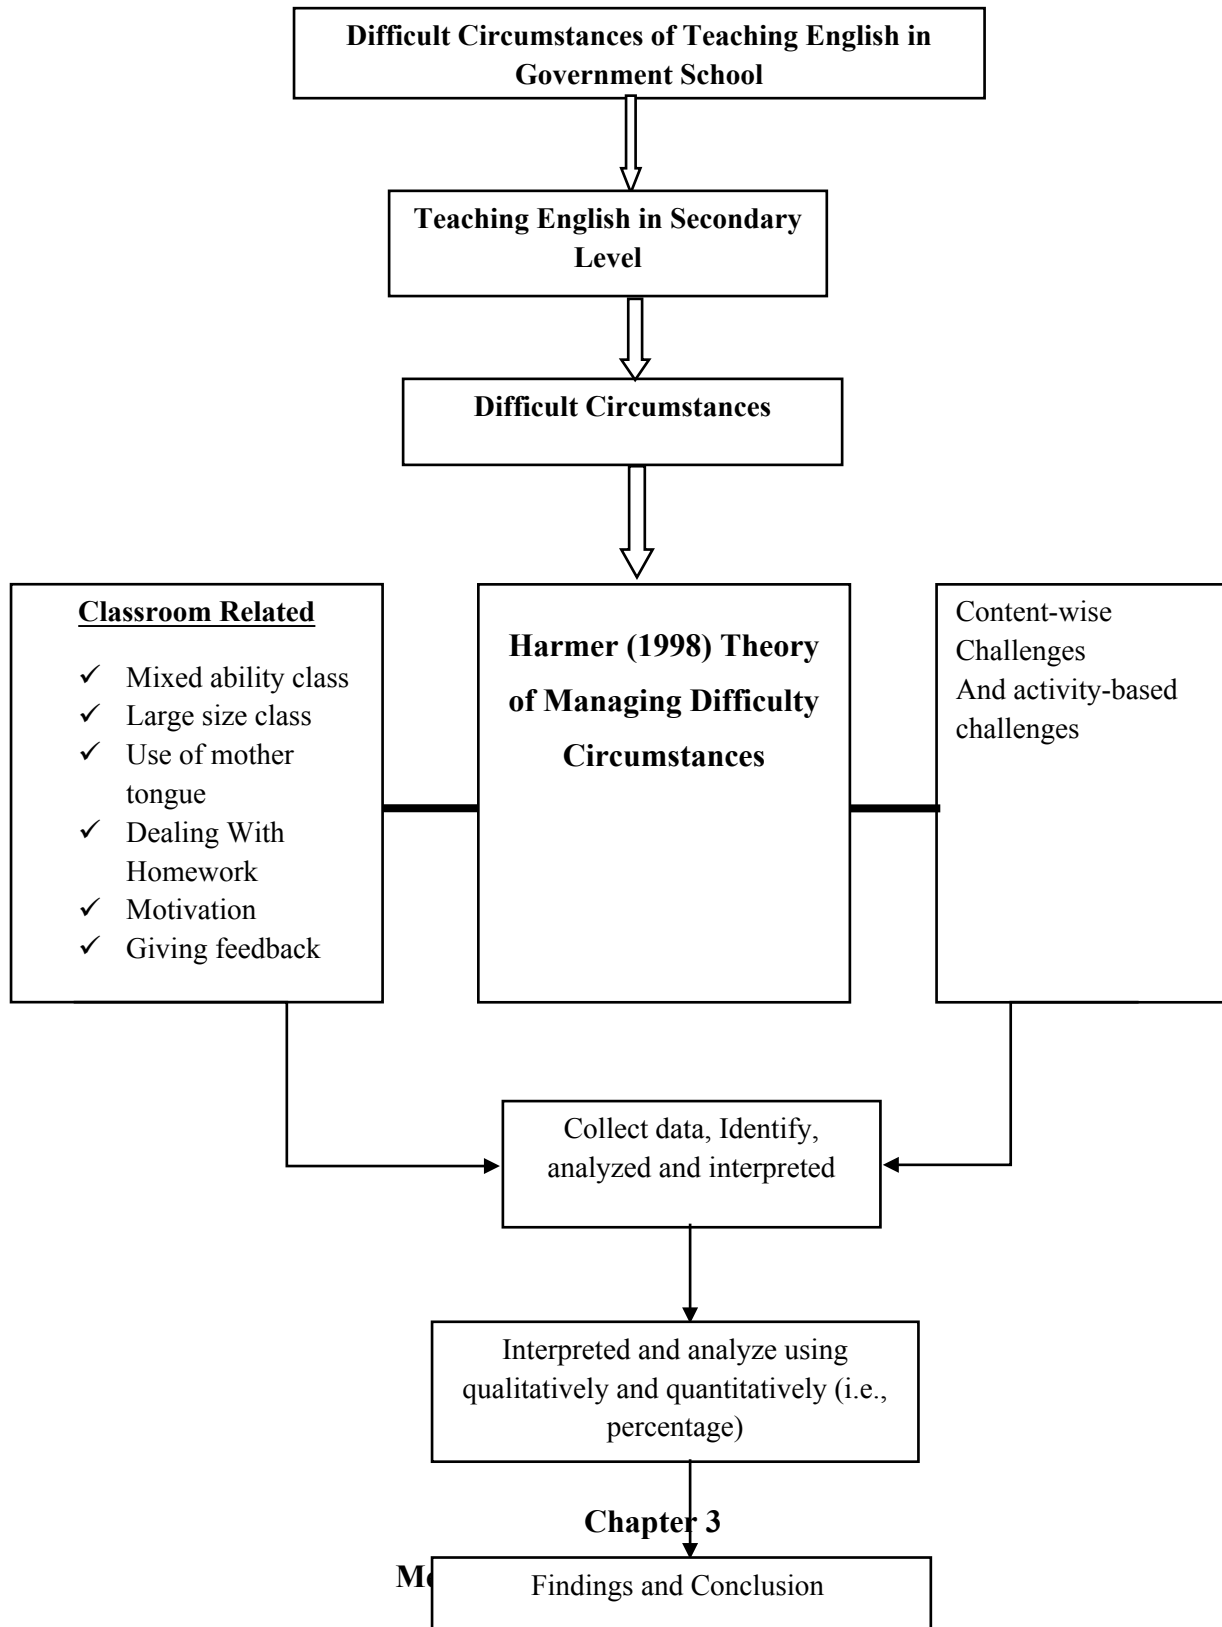 Difficult Circumstances of Teaching English in
Government School
Teaching English in Secondary
Level
Difficult Circumstances
Classroom Related
✓ Mixed ability class
✓ Large size class
✓ Use of mother
tongue
✓ Dealing With
Homework
✓ Motivation
✓ Giving feedback
Harmer (1998) Theory
of Managing Difficulty
Circumstances
Content-wise
Challenges
And activity-based
challenges
Collect data, Identify,
analyzed and interpreted
Interpreted and analyze using
qualitatively and quantitatively (i.e.,
percentage)
Chapter 3
Findings and Conclusion